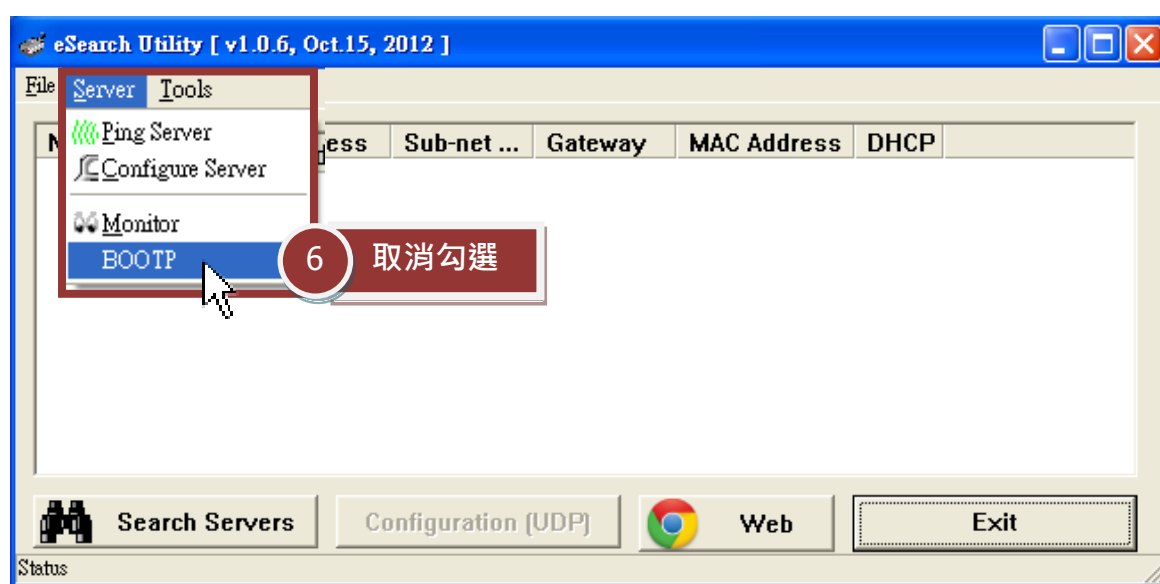 eSearch Utility [ v1.0.6, Oct.15, 2012 ]
File Server Tools
Ping Server
Configure Server
Monitor
BOOTP
Sub-net ... Gateway MAC Address DHCP
6 取消勾選
Search Servers Configuration (UDP) Web Exit
Status